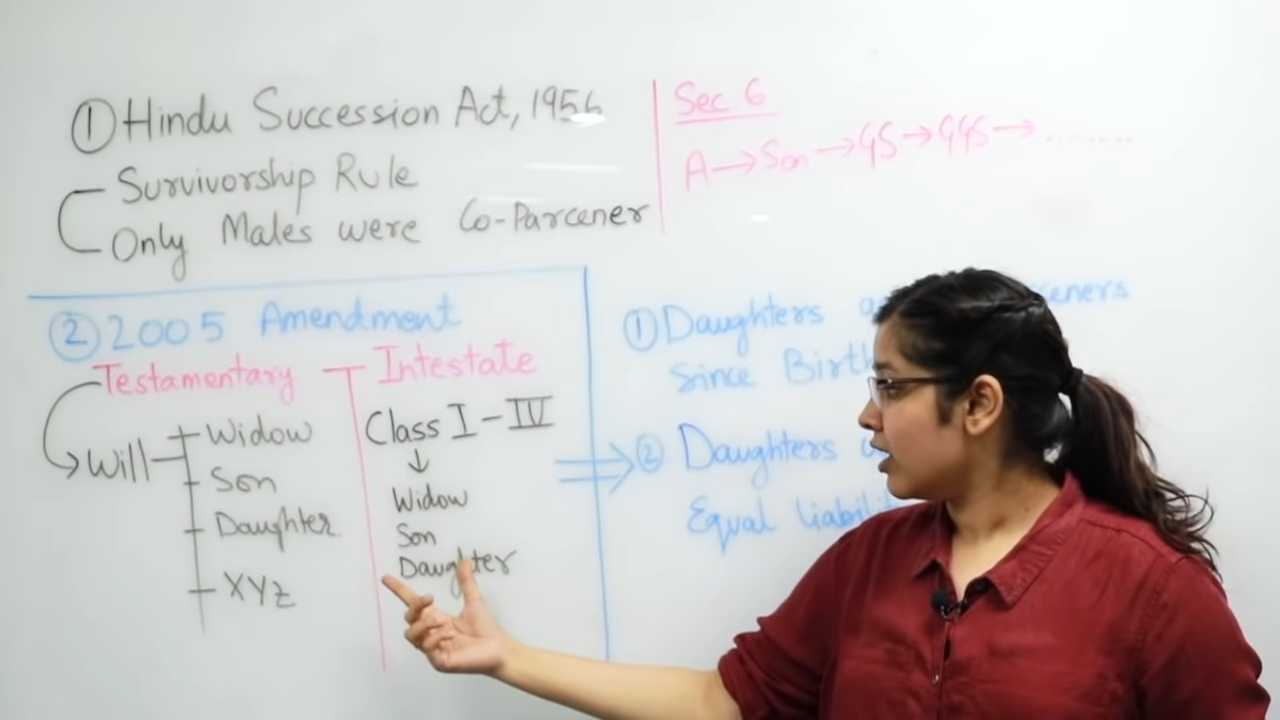 ① Hindu Succession Act, 1956
Survivorship Rule
Only Males were Co-Parcener
Sec 6
A → Son → GS → GGS → ........
② 2005 Amendment
Testamentary
Will
Widow
Son
Daughter
XYZ
Intestate
Class I - IV
↓
Widow
Son
Daughter
① Daughters
Since Birth
② Daughters
Equal